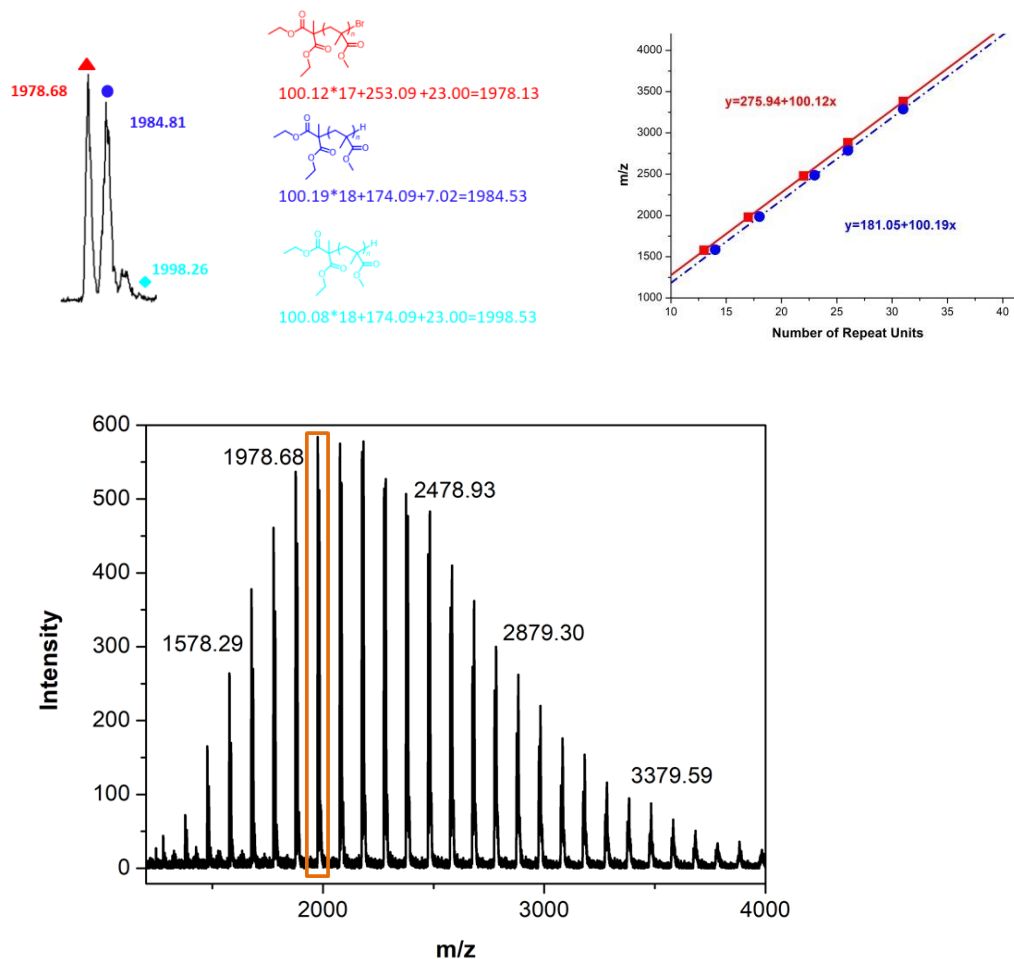 1978.68
1984.81
1998.26
O
O
O
O
Br
n
O
O
100.12*17+253.09 +23.00=1978.13
O
O
O
O
H
n
O
O
100.19*18+174.09+7.02=1984.53
O
O
O
O
H
n
O
O
100.08*18+174.09+23.00=1998.53
m/z
4000
3500
3000
2500
2000
1500
1000
y=275.94+100.12x
y=181.05+100.19x
10 15 20 25 30 35 40
Number of Repeat Units
Intensity
600
500
400
300
200
100
0
1578.29
1978.68
2478.93
2879.30
3379.59
2000 3000 4000
m/z